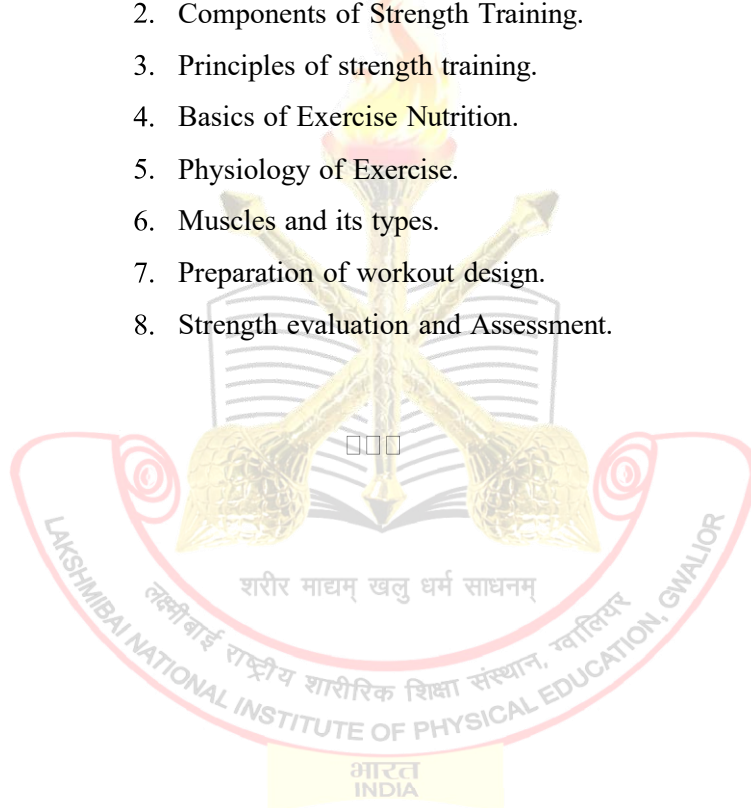 2. Components of Strength Training.
3. Principles of strength training.
4. Basics of Exercise Nutrition.
5. Physiology of Exercise.
6. Muscles and its types.
7. Preparation of workout design.
8. Strength evaluation and Assessment.
शरीर माद्यम् खलु धर्म साधनम्
लक्ष्मीबाई राष्ट्रीय शारीरिक शिक्षा संस्थान, ग्वालियर
LAKSHMIBAI NATIONAL INSTITUTE OF PHYSICAL EDUCATION, GWALIOR
भारत
INDIA